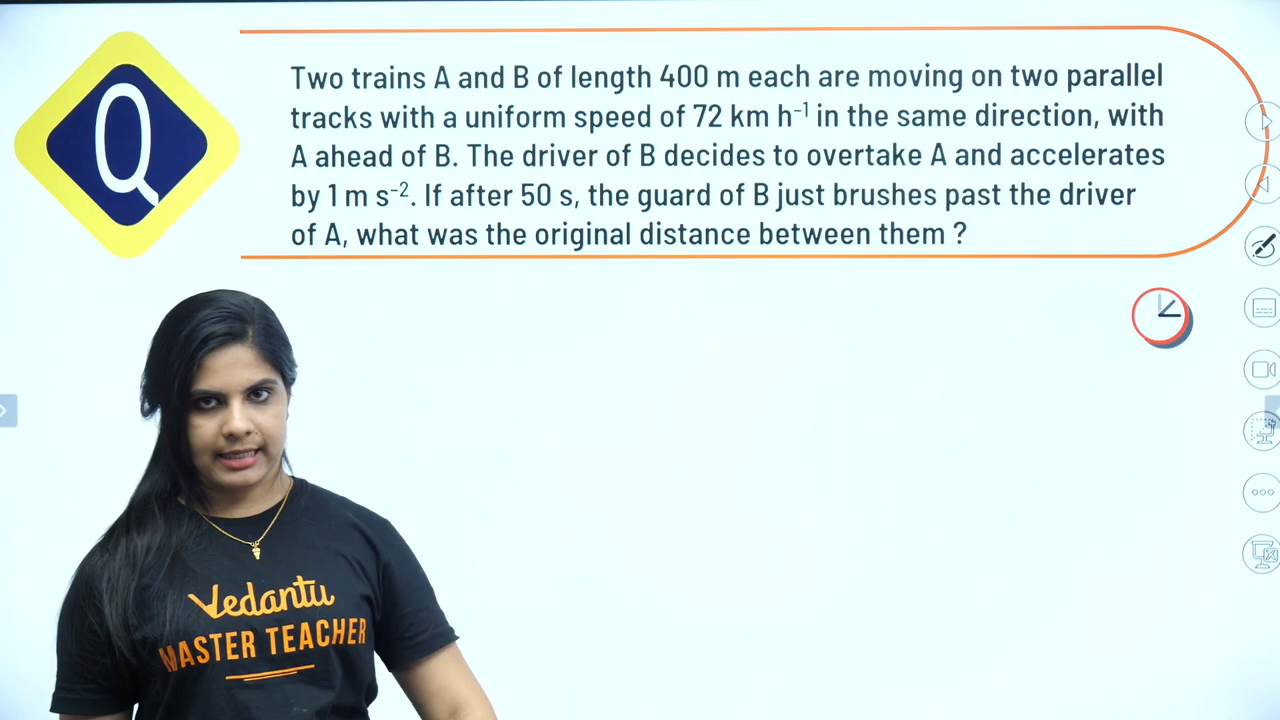 Q
Two trains A and B of length 400 m each are moving on two parallel
tracks with a uniform speed of 72 km h⁻¹ in the same direction, with
A ahead of B. The driver of B decides to overtake A and accelerates
by 1 m s⁻². If after 50 s, the guard of B just brushes past the driver
of A, what was the original distance between them ?
Vedantu
MASTER TEACHER